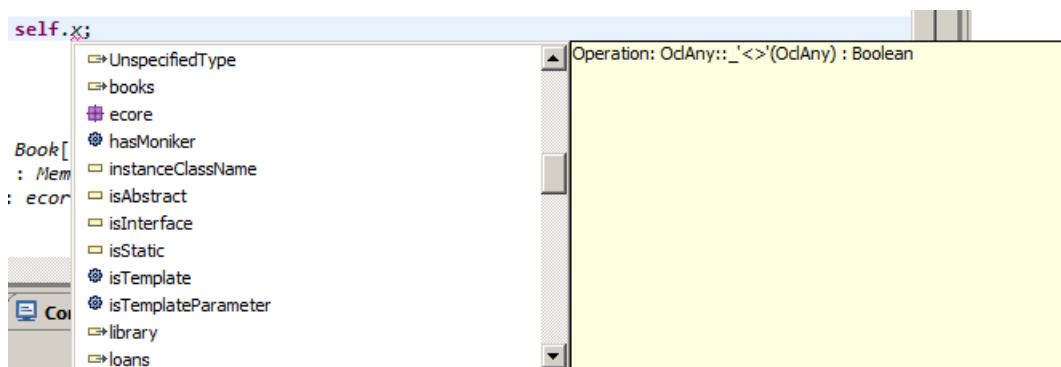 self.x;
UnspecifiedType
Operation: OclAny::_'<>'(OclAny) : Boolean
books
ecore
hasMoniker
Book[
instanceClassName
: Mem
isAbstract
: ecor
isInterface
isStatic
isTemplate
isTemplateParameter
Co
library
loans